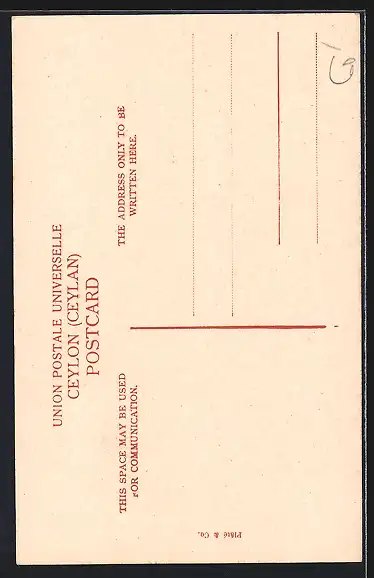 UNION POSTALE UNIVERSELLE
CEYLON (CEYLAN)
POSTCARD
THIS SPACE MAY BE USED
FOR COMMUNICATION.
THE ADDRESS ONLY TO BE
WRITTEN HERE.
Plâté & Co.